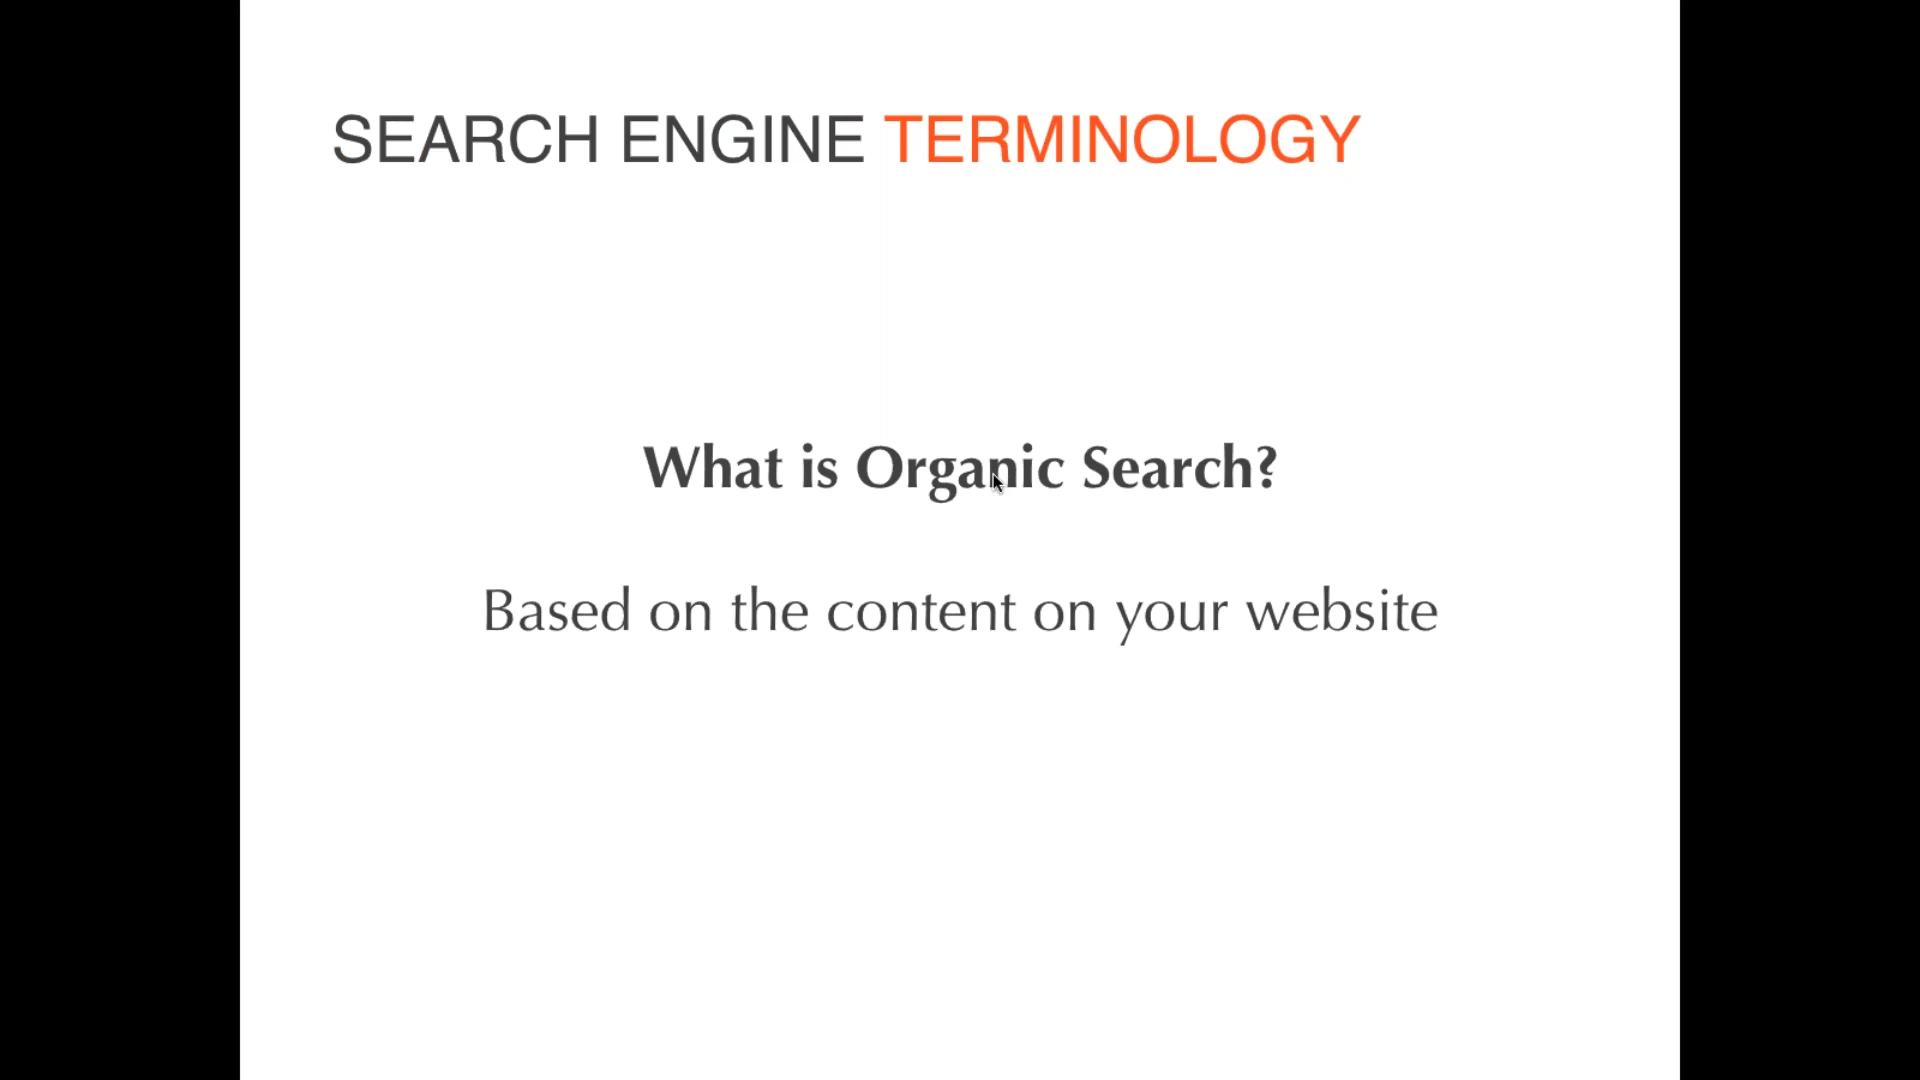 SEARCH ENGINE TERMINOLOGY
What is Organic Search?
Based on the content on your website